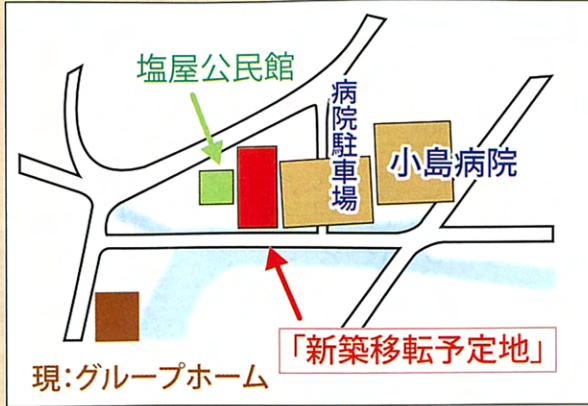 塩屋公民館
病院駐車場
小島病院
「新築移転予定地」
現:グループホーム